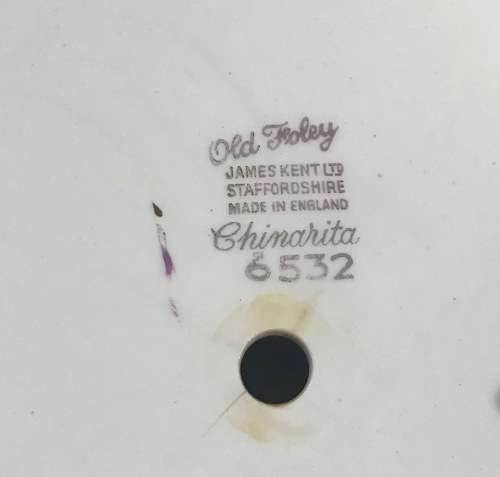 Old Foley
JAMES KENT LTD
STAFFORDSHIRE
MADE IN ENGLAND
Chinarita
6532